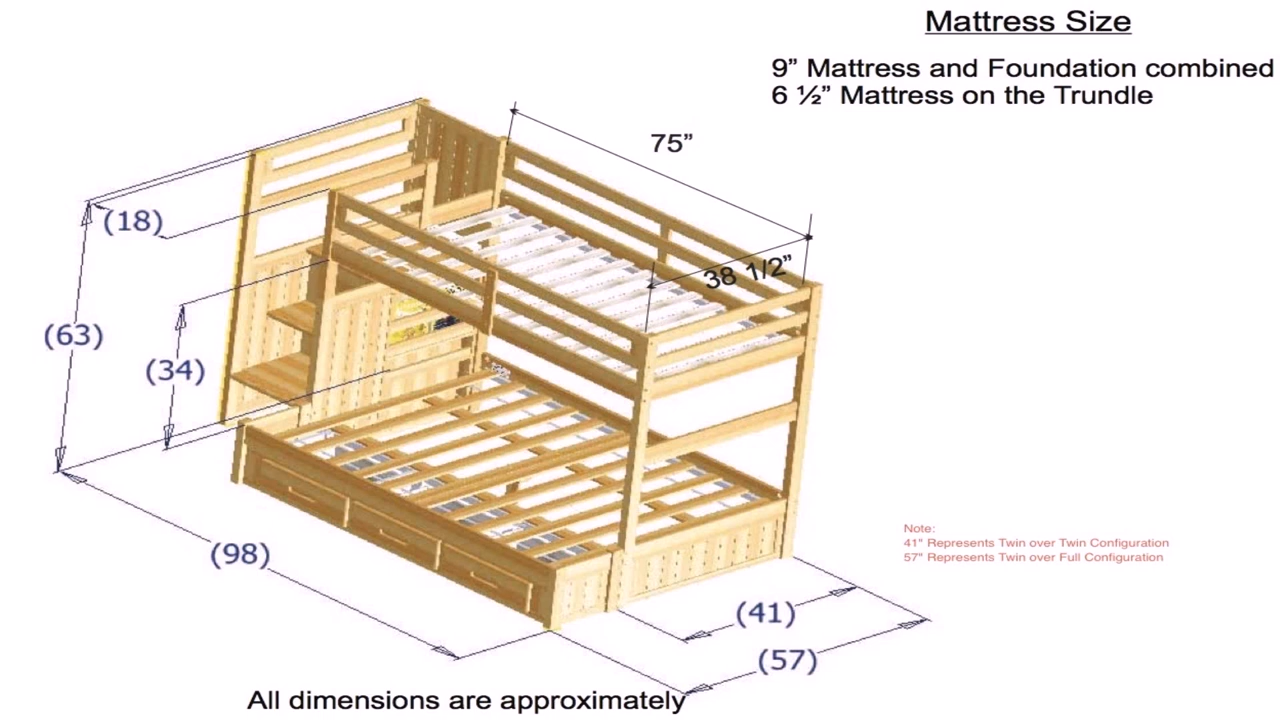 Mattress Size
9” Mattress and Foundation combined
6 ½” Mattress on the Trundle
75”
(18)
38 1/2”
(63)
(34)
Note:
41" Represents Twin over Twin Configuration
57" Represents Twin over Full Configuration
(98)
(41)
(57)
All dimensions are approximately